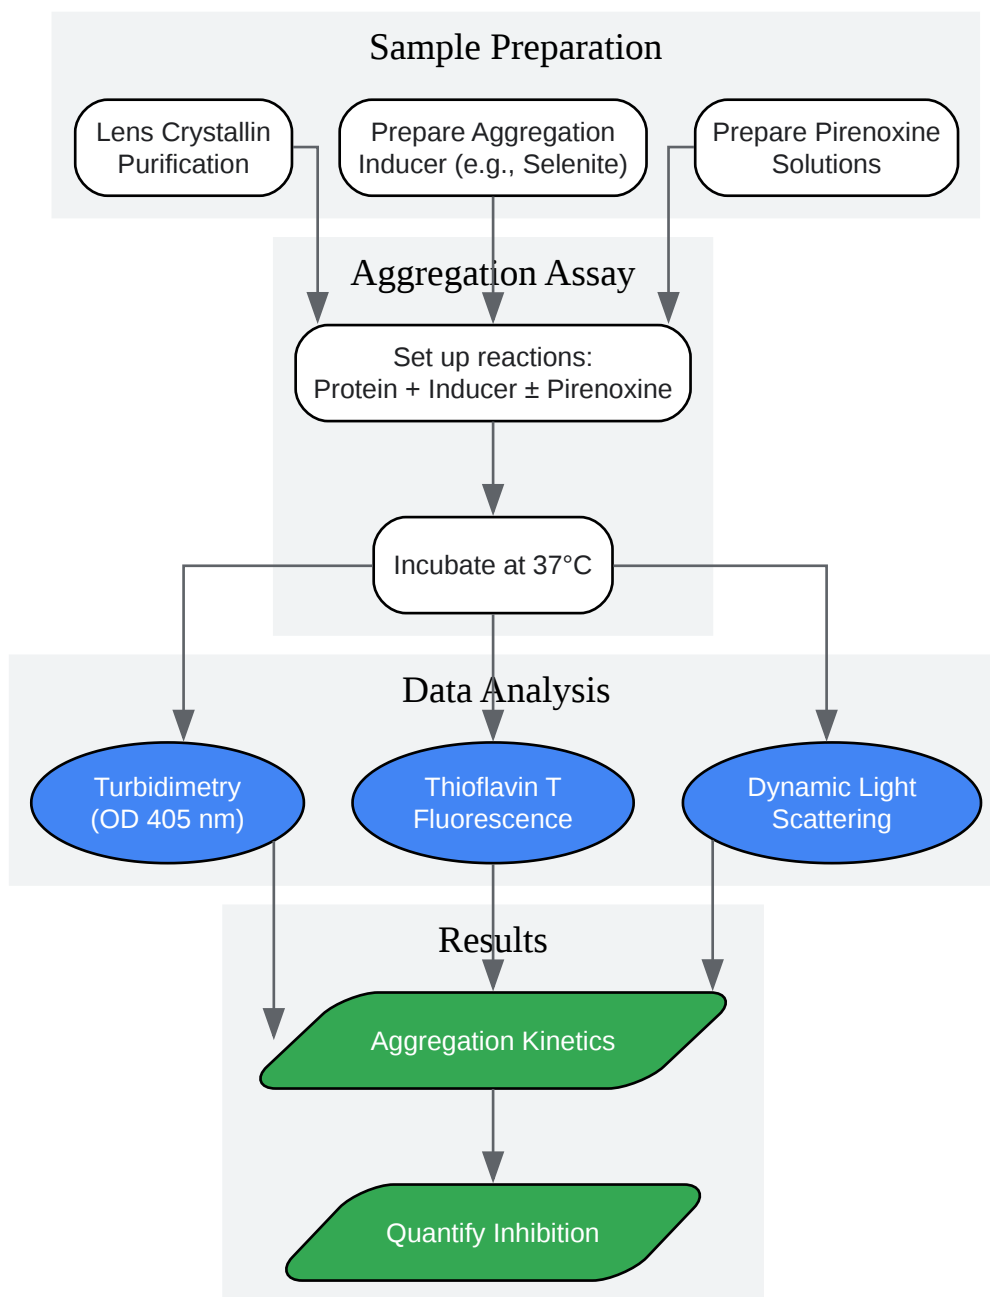 Sample Preparation
Lens Crystallin
Purification
Prepare Aggregation
Inducer (e.g., Selenite)
Prepare Pirenoxine
Solutions
Aggregation Assay
Set up reactions:
Protein + Inducer ± Pirenoxine
Incubate at 37°C
Data Analysis
Turbidimetry
(OD 405 nm)
Thioflavin T
Fluorescence
Dynamic Light
Scattering
Results
Aggregation Kinetics
Quantify Inhibition